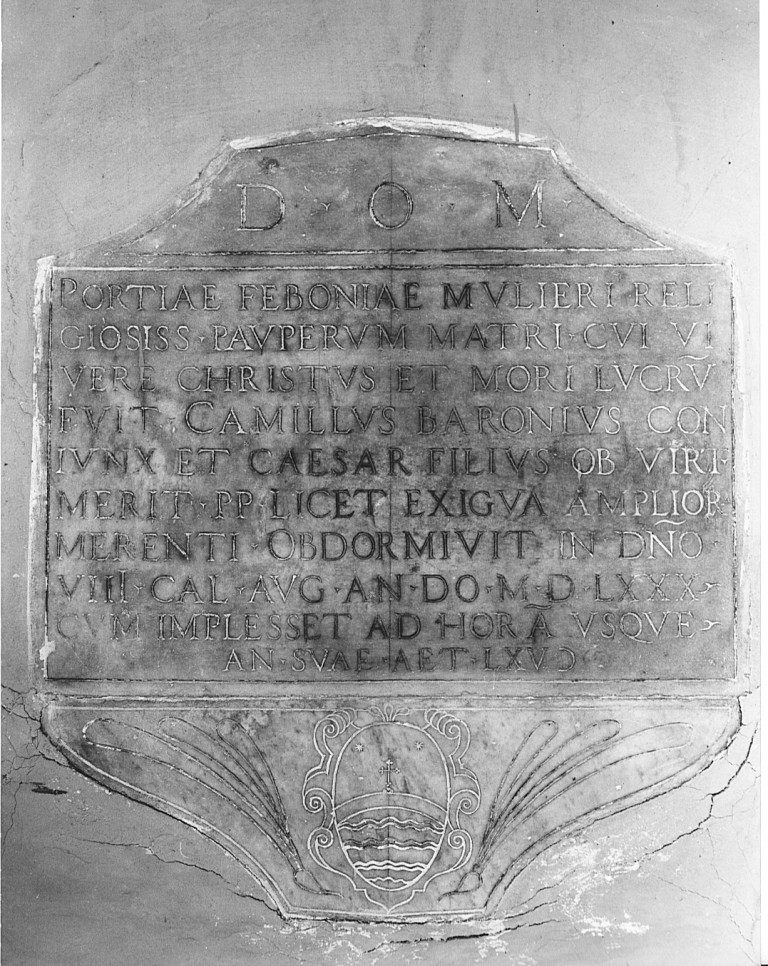 D · O M ·
PORTIAE FEBONIAE MVLIERI RELI
GIOSISS · PAVPERVM MATRI · CVI VI
VERE CHRISTVS ET MORI LVCRV̄
FVIT · CAMILLVS BARONIVS CON
IVNX ET CAESAR FILIVS OB VIRI ·
MERIT · PP · LICET EXIGVA AMPLIOR
MERENTI · OBDORMIVIT IN DN̄O ·
VIII · CAL · AVG · AN · DO · M · D · LXXX ·
CVM IMPLESSET AD HORĀ VSQVE
AN · SVAE · AET · LXV